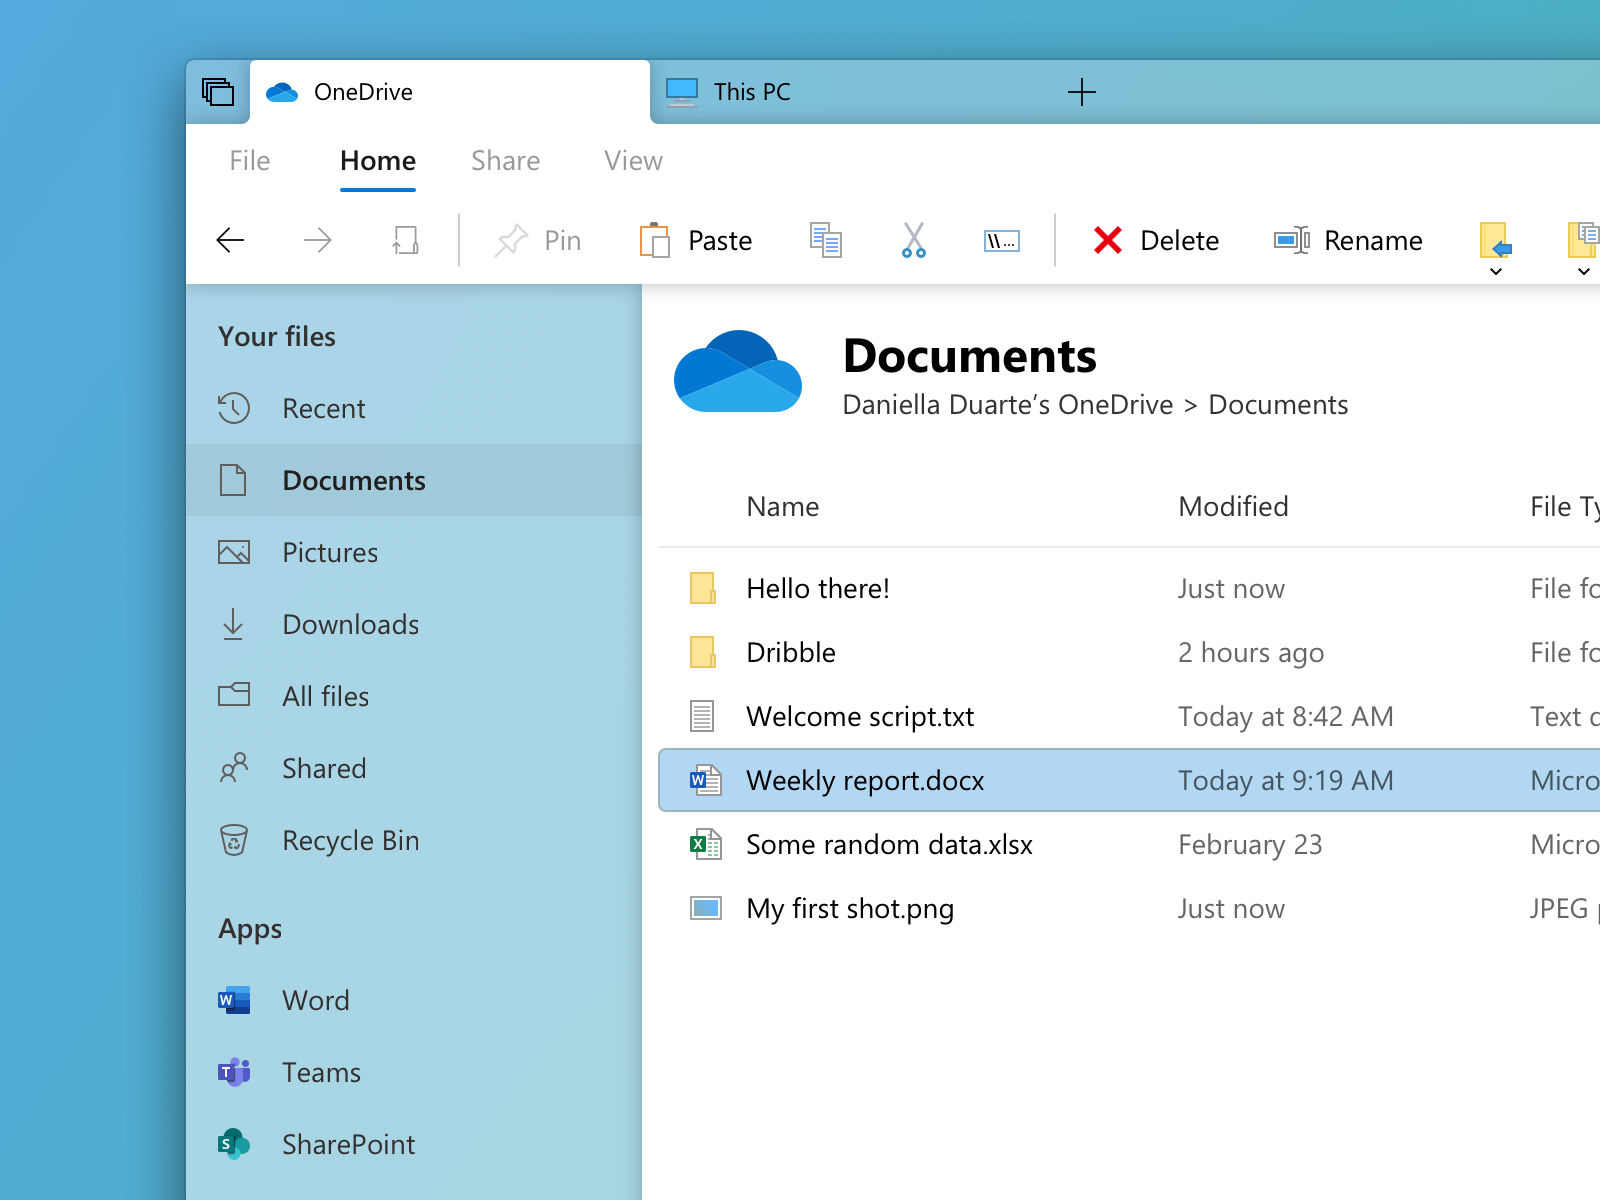 OneDrive
This PC
File
Home
Share
View
Pin
Paste
\\ ...
Delete
Rename
Your files
Recent
Documents
Pictures
Downloads
All files
Shared
Recycle Bin
Apps
Word
Teams
SharePoint
Documents
Daniella Duarte’s OneDrive > Documents
Name Modified File Ty
Hello there! Just now File fo
Dribble 2 hours ago File fo
Welcome script.txt Today at 8:42 AM Text d
W Weekly report.docx Today at 9:19 AM Micro
X Some random data.xlsx February 23 Micro
My first shot.png Just now JPEG p